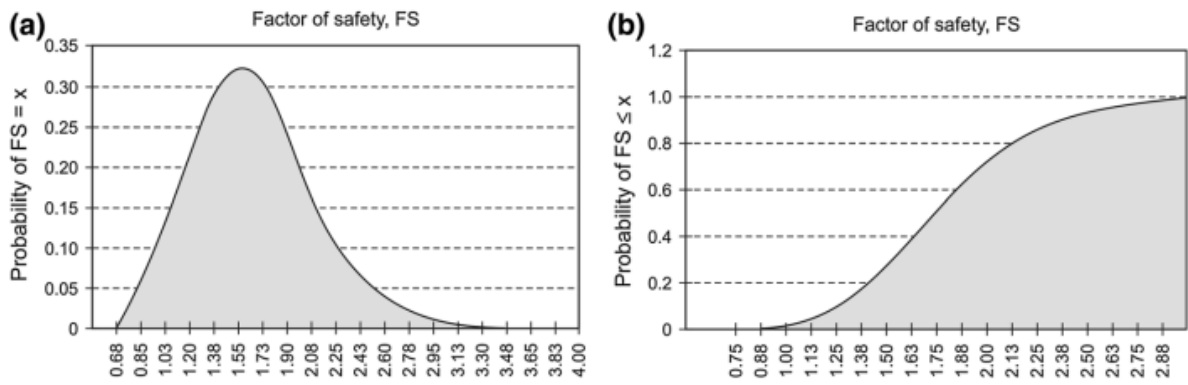 (a)
Factor of safety, FS
Probability of FS = x
0.35
0.30
0.25
0.20
0.15
0.10
0.05
0
0.68 0.85 1.03 1.20 1.38 1.55 1.73 1.90 2.08 2.25 2.43 2.60 2.78 2.95 3.13 3.30 3.48 3.65 3.83 4.00
(b)
Factor of safety, FS
Probability of FS ≤ x
1.2
1.0
0.8
0.6
0.4
0.2
0
0.75 0.88 1.00 1.13 1.25 1.38 1.50 1.63 1.75 1.88 2.00 2.13 2.25 2.38 2.50 2.63 2.75 2.88